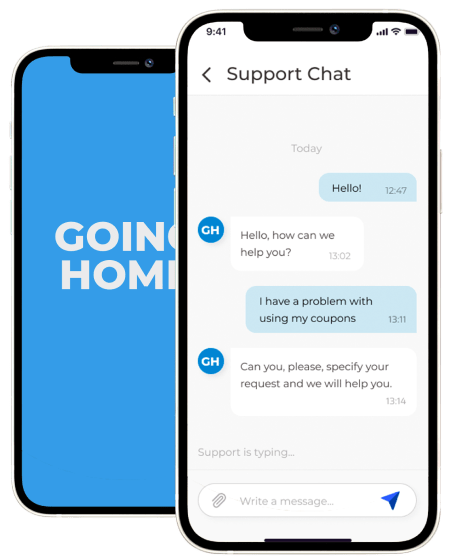 GOIN
HOM
9:41
Support Chat
Today
Hello!
12:47
GH
Hello, how can we
help you?
13:02
I have a problem with
using my coupons
13:11
GH
Can you, please, specify your
request and we will help you.
13:14
Support is typing...
Write a message...